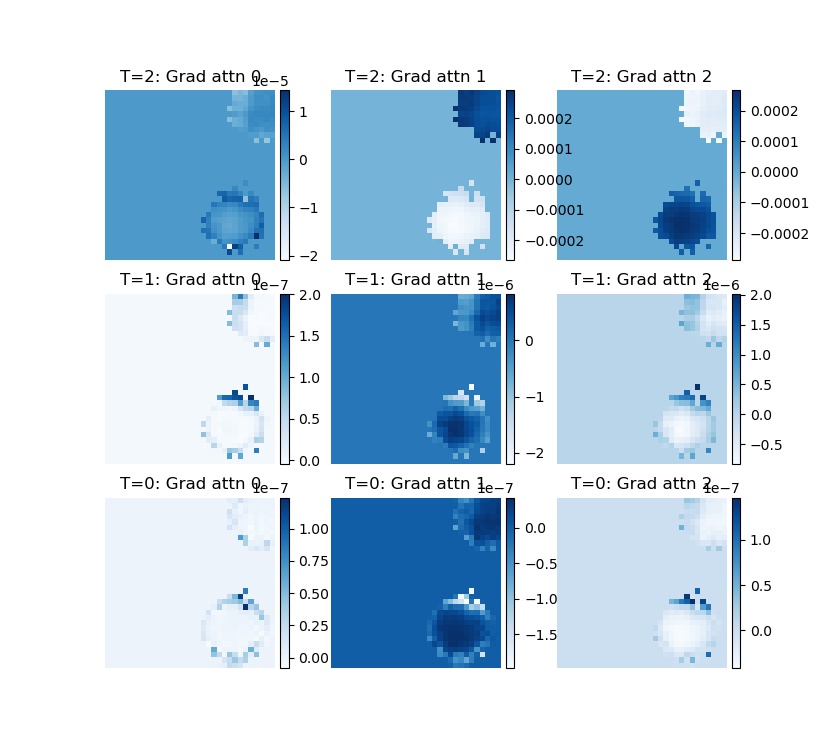 T=2: Grad attn 0
1e−5
1
0
−1
−2
T=2: Grad attn 1
0.0002
0.0001
0.0000
−0.0001
−0.0002
T=2: Grad attn 2
0.0002
0.0001
0.0000
−0.0001
−0.0002
T=1: Grad attn 0
1e−7
2.0
1.5
1.0
0.5
0.0
T=1: Grad attn 1
1e−6
0
−1
−2
T=1: Grad attn 2
1e−6
2.0
1.5
1.0
0.5
0.0
−0.5
T=0: Grad attn 0
1e−7
1.00
0.75
0.50
0.25
0.00
T=0: Grad attn 1
1e−7
0.0
−0.5
−1.0
−1.5
T=0: Grad attn 2
1e−7
1.0
0.5
0.0